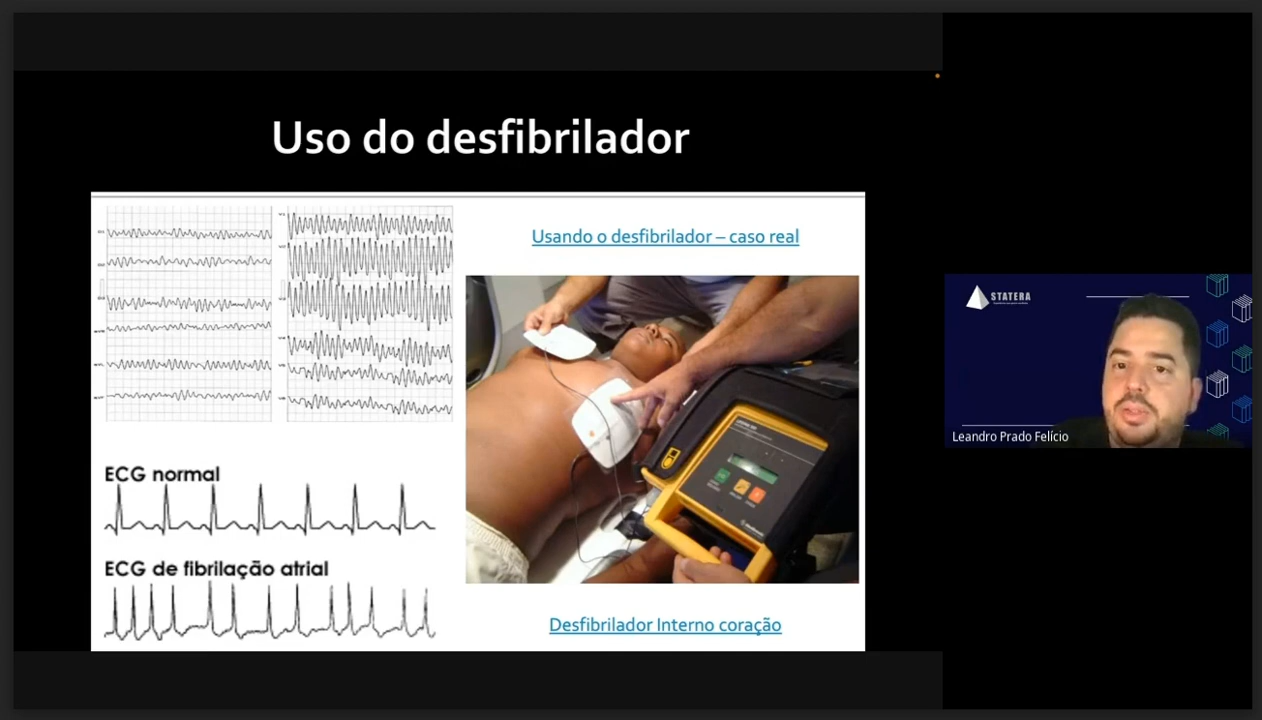 Uso do desfibrilador
Usando o desfibrilador – caso real
ECG normal
ECG de fibrilação atrial
Desfibrilador Interno coração
STATERA
Leandro Prado Felício